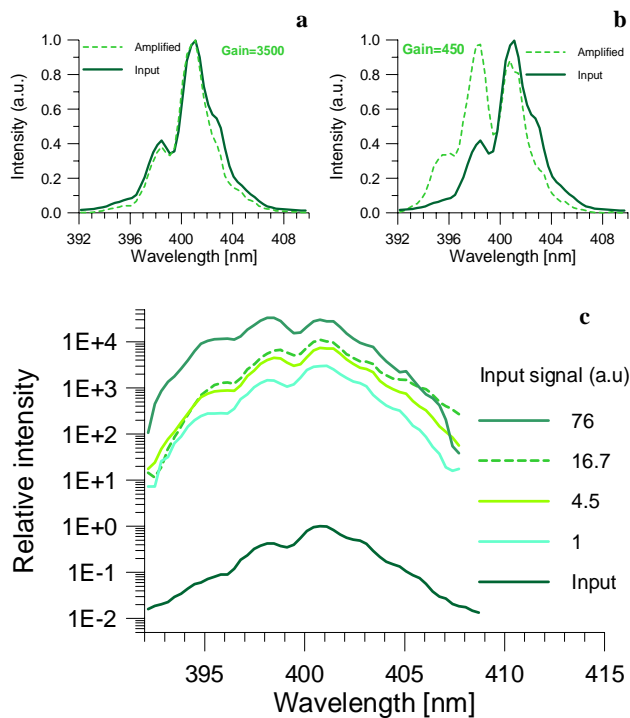 a
Amplified
Input
Gain=3500
Intensity (a.u.)
1.0
0.8
0.6
0.4
0.2
0.0
392 396 400 404 408
Wavelength [nm]
b
Gain=450
Amplified
Input
Intensity (a.u.)
1.0
0.8
0.6
0.4
0.2
0.0
392 396 400 404 408
Wavelength [nm]
c
Relative intensity
1E+4
1E+3
1E+2
1E+1
1E+0
1E-1
1E-2
395 400 405 410 415
Wavelength [nm]
Input signal (a.u)
76
16.7
4.5
1
Input